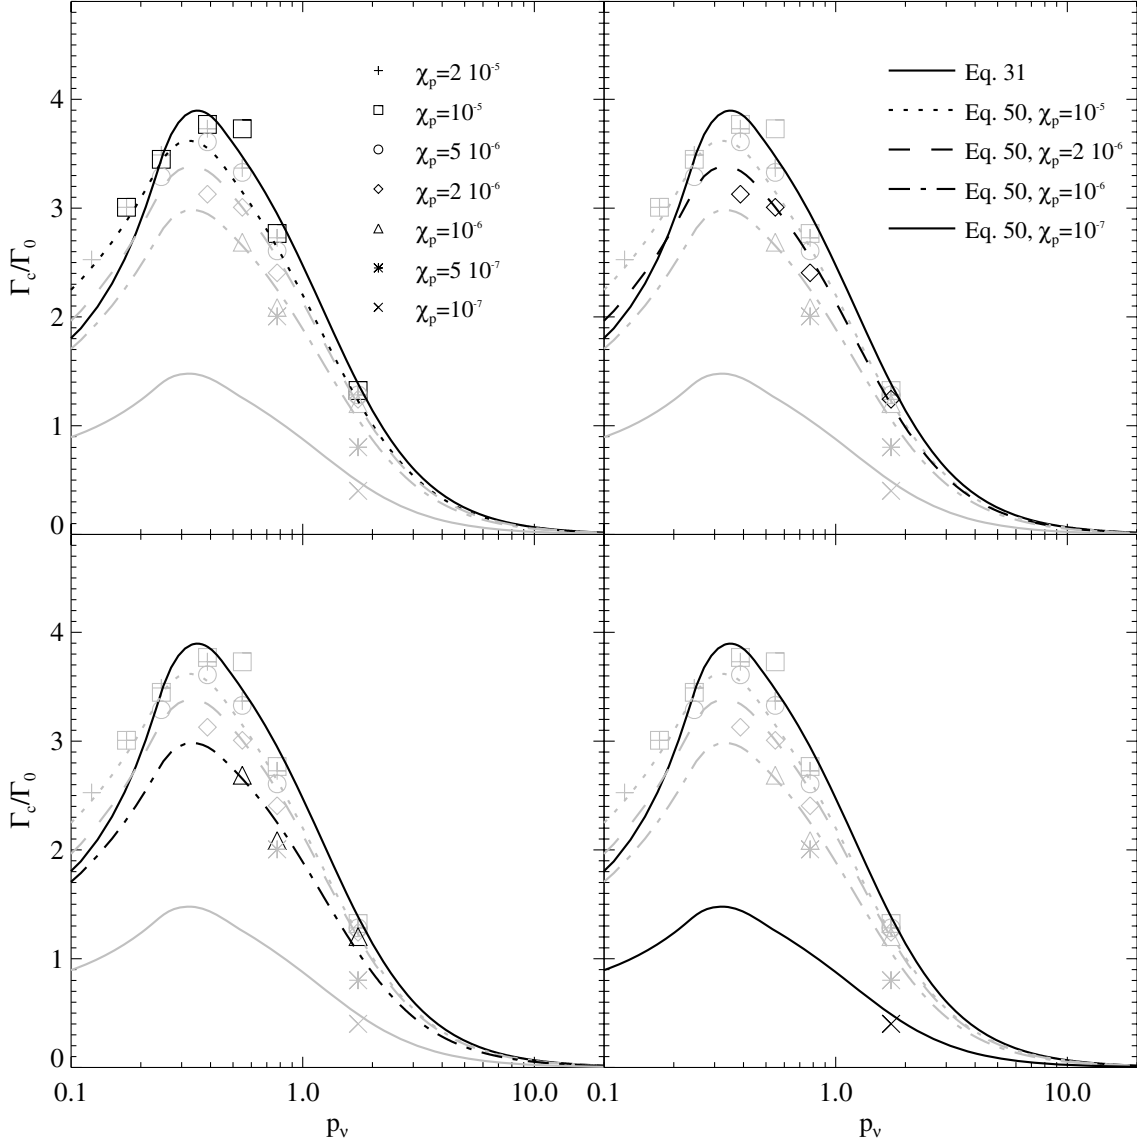 χp=2 10-5
χp=10-5
χp=5 10-6
χp=2 10-6
χp=10-6
χp=5 10-7
χp=10-7
Eq. 31
Eq. 50, χp=10-5
Eq. 50, χp=2 10-6
Eq. 50, χp=10-6
Eq. 50, χp=10-7
4
3
2
1
0
Γc/Γ0
4
3
2
1
0
Γc/Γ0
0.1 1.0 10.0 0.1 1.0 10.0
pν pν